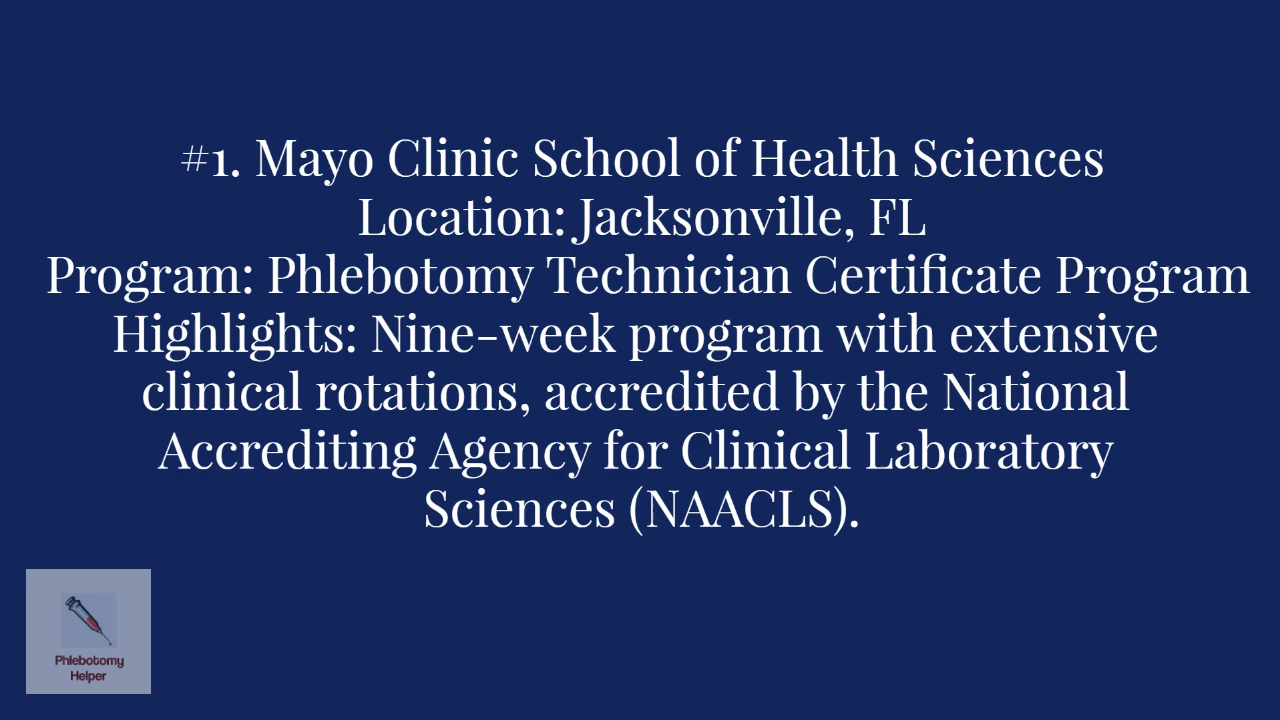 #1. Mayo Clinic School of Health Sciences
Location: Jacksonville, FL
Program: Phlebotomy Technician Certificate Program
Highlights: Nine-week program with extensive
clinical rotations, accredited by the National
Accrediting Agency for Clinical Laboratory
Sciences (NAACLS).
Phlebotomy
Helper